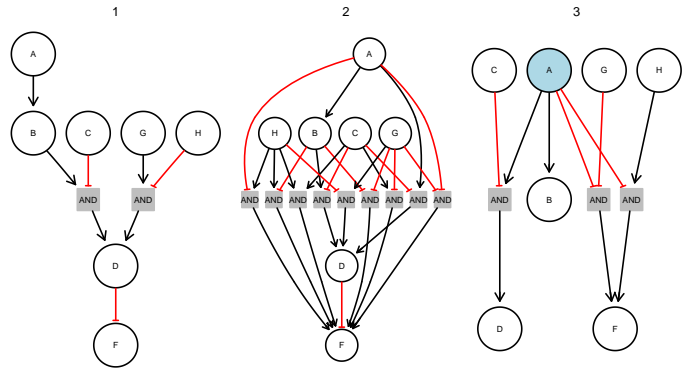 1 2 3
A A
C A G H
B C G H H B C G
AND AND AND AND AND AND AND AND AND AND AND AND AND AND
B
D D
D F
F F